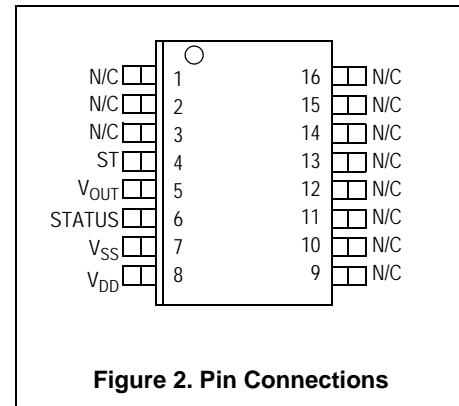 N/C 1 16 N/C
N/C 2 15 N/C
N/C 3 14 N/C
ST 4 13 N/C
VOUT 5 12 N/C
STATUS 6 11 N/C
VSS 7 10 N/C
VDD 8 9 N/C
Figure 2. Pin Connections